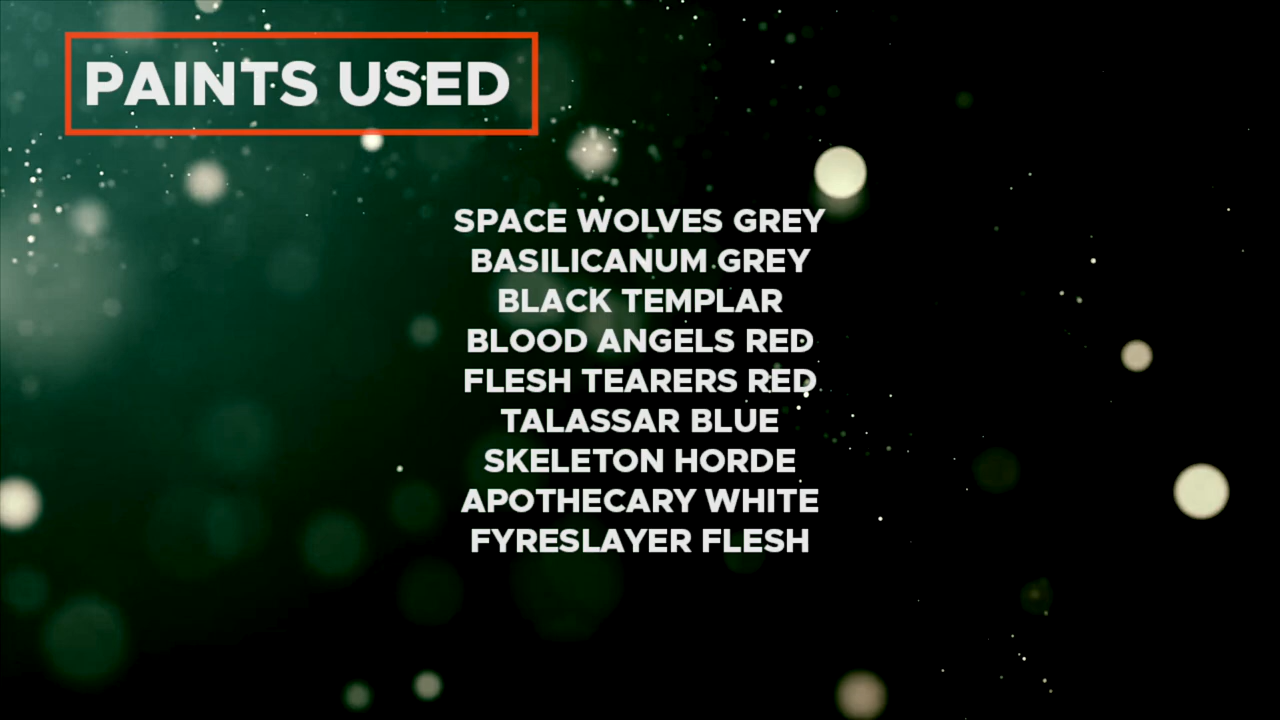 PAINTS USED
SPACE WOLVES GREY
BASILICANUM GREY
BLACK TEMPLAR
BLOOD ANGELS RED
FLESH TEARERS RED
TALASSAR BLUE
SKELETON HORDE
APOTHECARY WHITE
FYRESLAYER FLESH